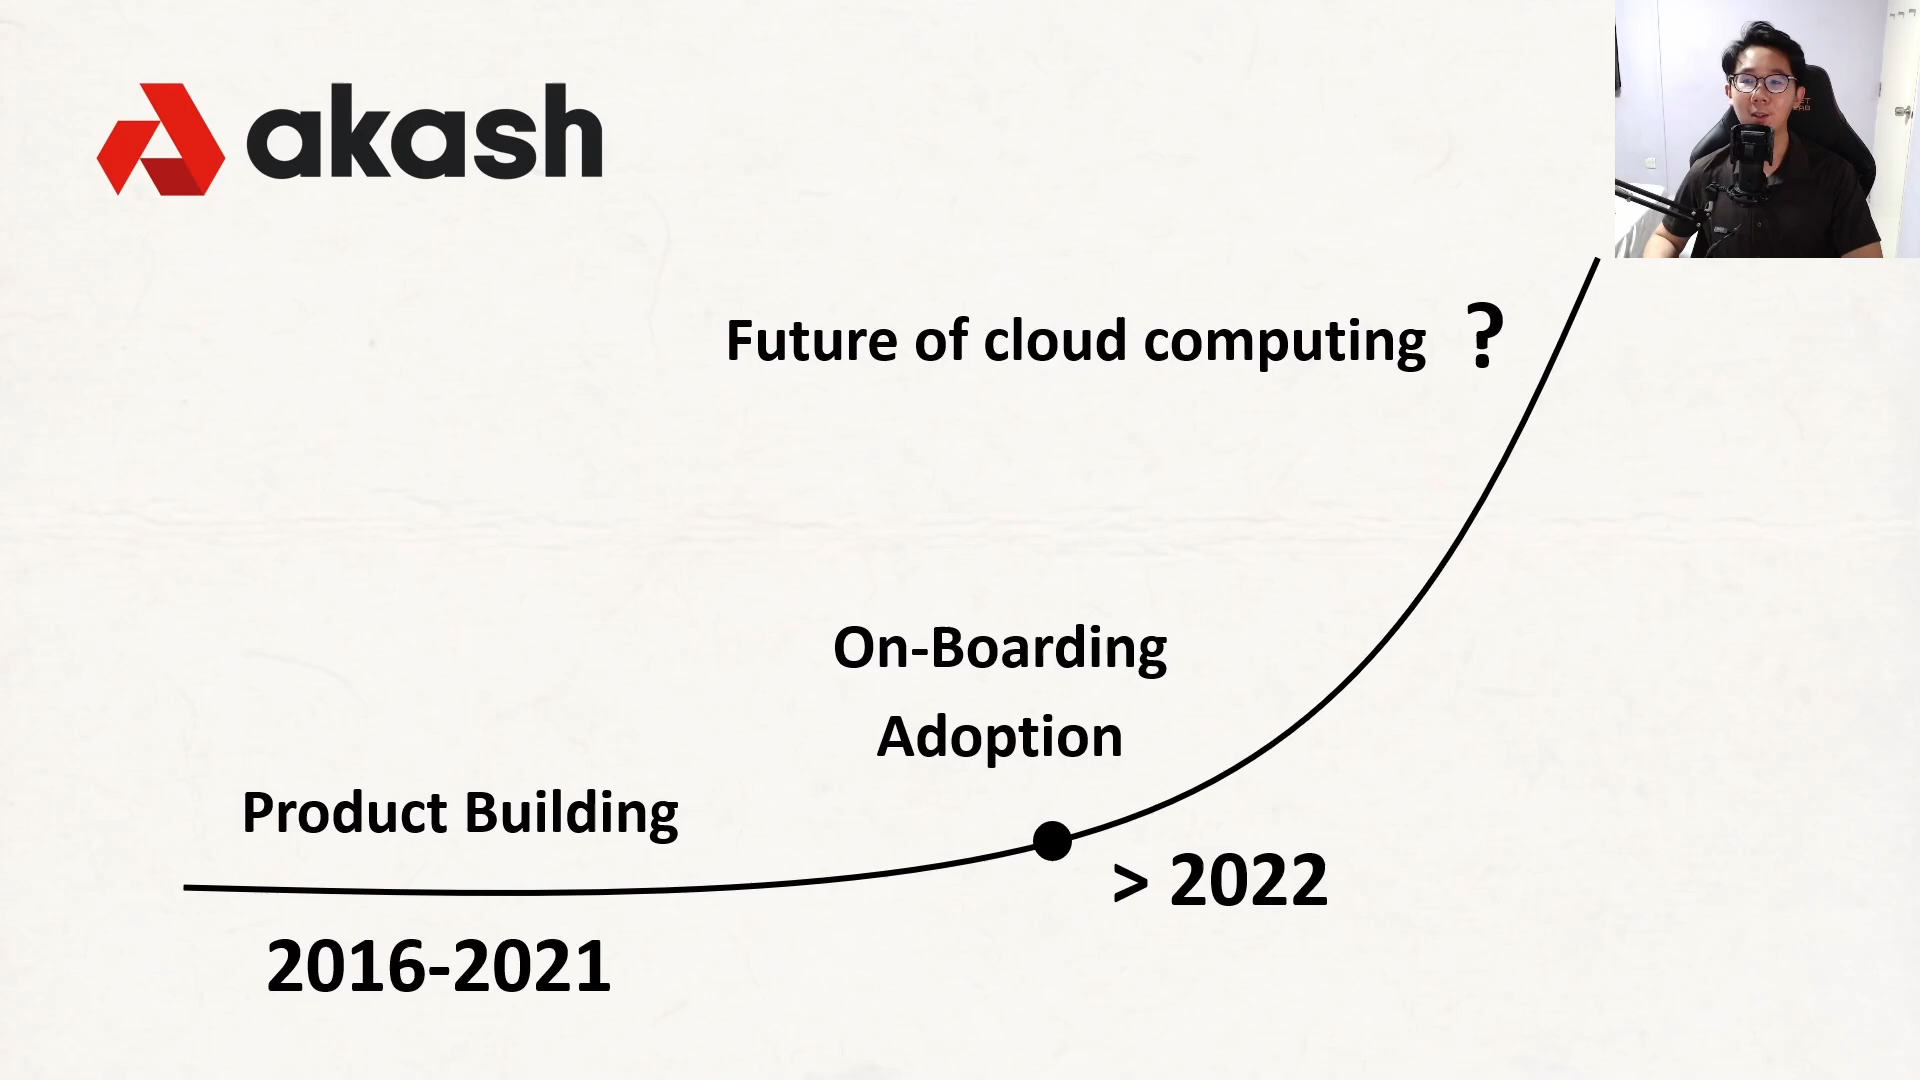 akash
Future of cloud computing ?
On-Boarding
Adoption
Product Building
> 2022
2016-2021